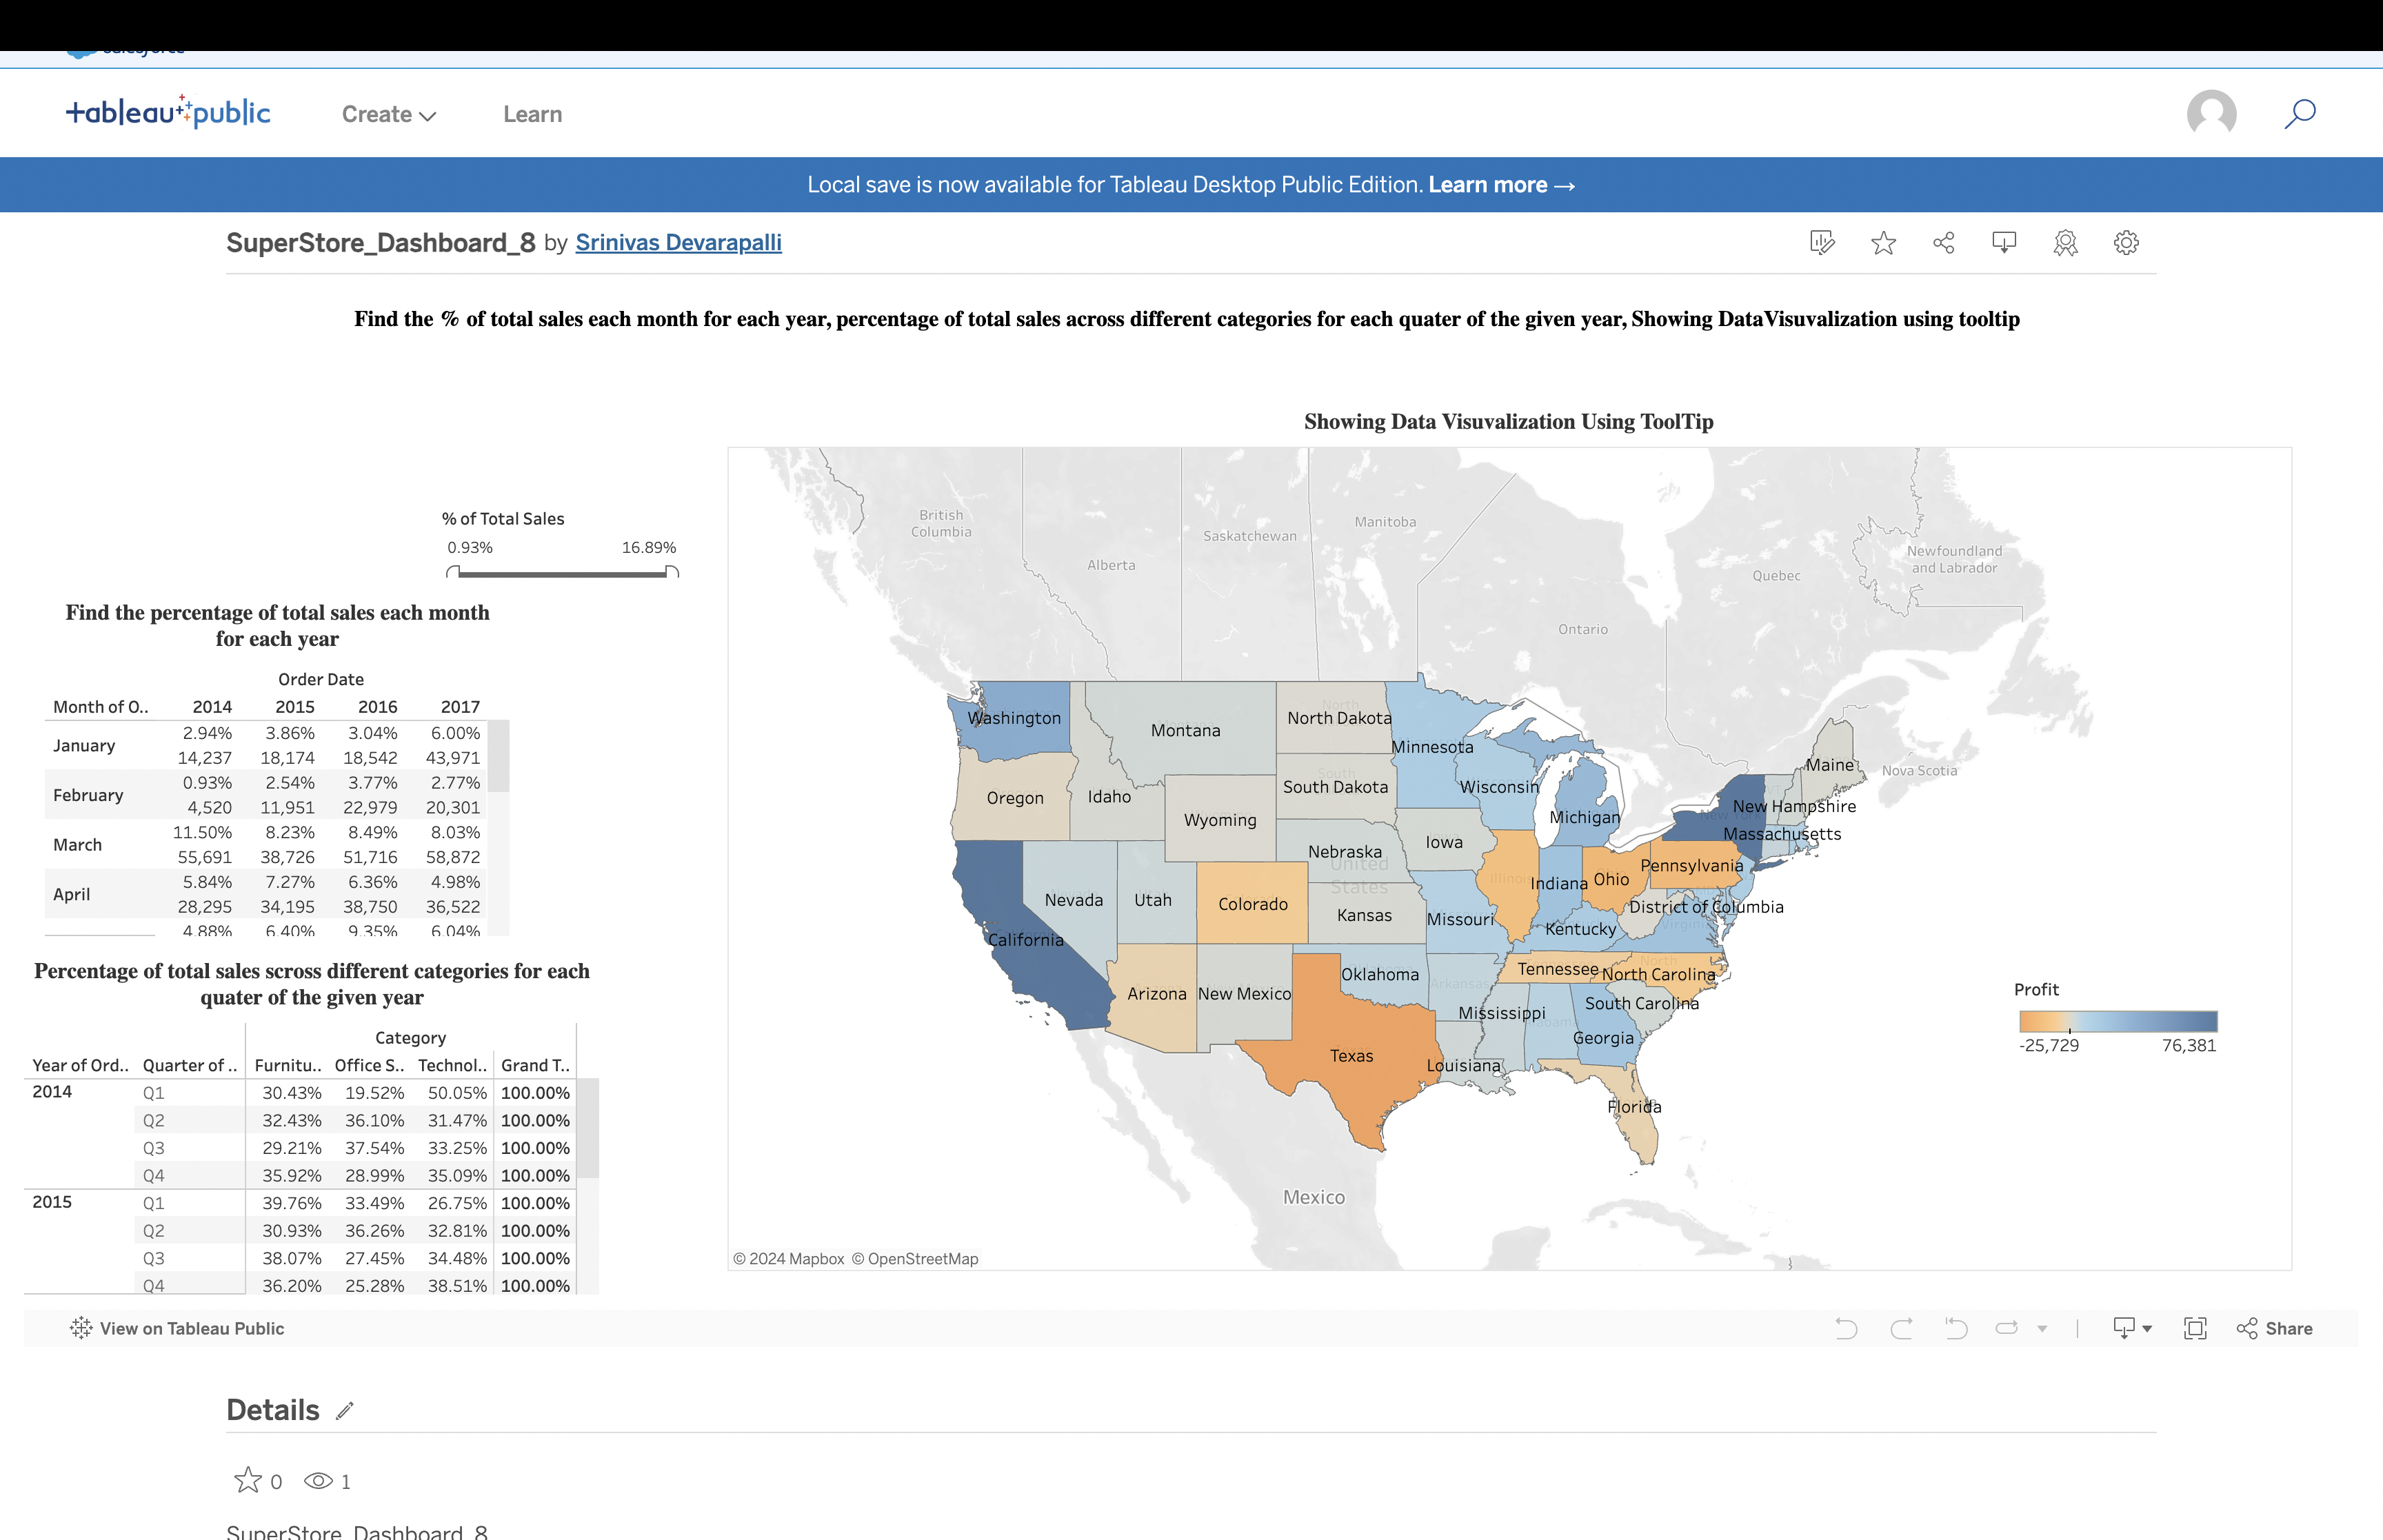 tableau public
Create
Learn
Local save is now available for Tableau Desktop Public Edition. Learn more →
SuperStore_Dashboard_8 by Srinivas Devarapalli
Find the % of total sales each month for each year, percentage of total sales across different categories for each quater of the given year, Showing DataVisuvalization using tooltip
Showing Data Visuvalization Using ToolTip
% of Total Sales
0.93% 16.89%
Find the percentage of total sales each month
for each year
Order Date
Month of O.. 2014 2015 2016 2017
January
2.94% 3.86% 3.04% 6.00%
14,237 18,174 18,542 43,971
February
0.93% 2.54% 3.77% 2.77%
4,520 11,951 22,979 20,301
March
11.50% 8.23% 8.49% 8.03%
55,691 38,726 51,716 58,872
April
5.84% 7.27% 6.36% 4.98%
28,295 34,195 38,750 36,522
4.88% 6.40% 9.35% 6.04%
Percentage of total sales scross different categories for each
quater of the given year
Category
Year of Ord.. Quarter of .. Furnitu.. Office S.. Technol.. Grand T..
2014 Q1 30.43% 19.52% 50.05% 100.00%
Q2 32.43% 36.10% 31.47% 100.00%
Q3 29.21% 37.54% 33.25% 100.00%
Q4 35.92% 28.99% 35.09% 100.00%
2015 Q1 39.76% 33.49% 26.75% 100.00%
Q2 30.93% 36.26% 32.81% 100.00%
Q3 38.07% 27.45% 34.48% 100.00%
Q4 36.20% 25.28% 38.51% 100.00%
British
Columbia
Alberta
Saskatchewan
Manitoba
Ontario
Quebec
Newfoundland
and Labrador
Nova Scotia
Washington
Montana
North Dakota
Minnesota
Oregon
Idaho
Wyoming
South Dakota
Wisconsin
Michigan
Maine
New Hampshire
New York
Massachusetts
Iowa
Nebraska
United
States
Nevada
Utah
Colorado
Kansas
Missouri
Illinois
Indiana
Ohio
Pennsylvania
District of Columbia
Kentucky
Virginia
California
Arizona
New Mexico
Oklahoma
Arkansas
Tennessee
North Carolina
South Carolina
Mississippi
Alabama
Georgia
Texas
Louisiana
Florida
Mexico
Profit
-25,729 76,381
© 2024 Mapbox © OpenStreetMap
View on Tableau Public
Share
Details
0 1
SuperStore_Dashboard_8